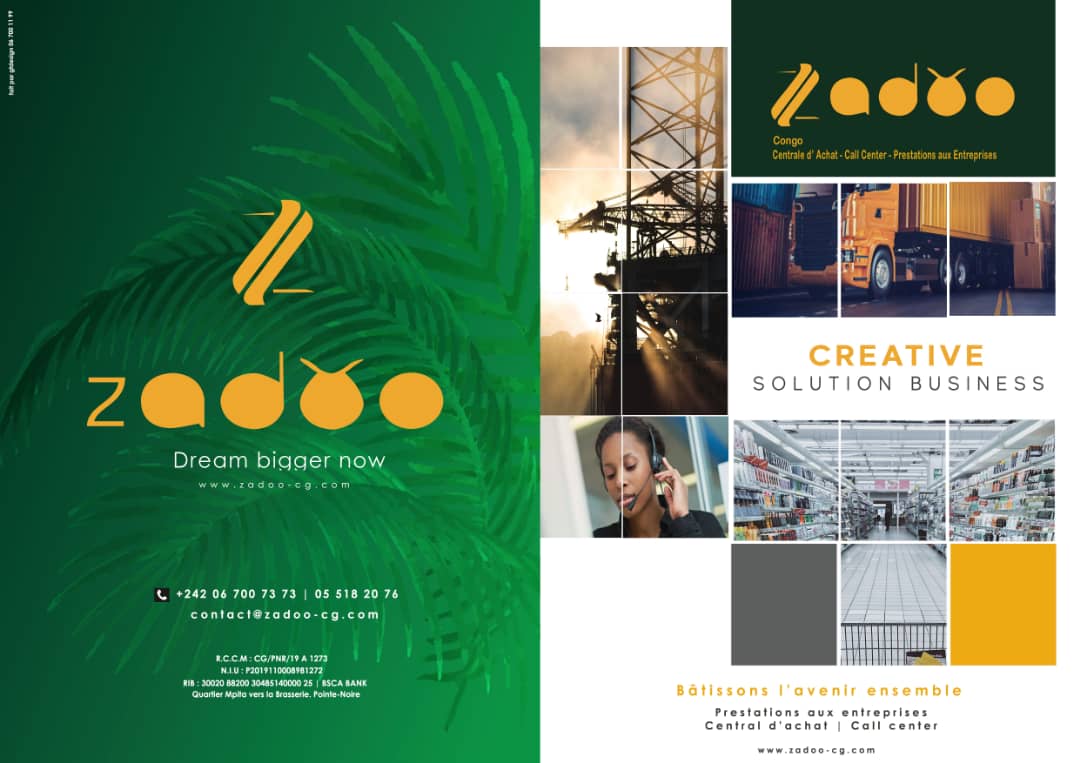 fait par gfdesign 06 700 11 99
zadoo
Dream bigger now
www.zadoo-cg.com
+242 06 700 73 73 | 05 518 20 76
contact@zadoo-cg.com
R.C.C.M : CG/PNR/19 A 1273
N.I.U : P2019110008981272
RIB : 30020 88200 30485140000 25 | BSCA BANK
Quartier Mpita vers la Brasserie. Pointe-Noire
zadoo
Congo
Centrale d' Achat - Call Center - Prestations aux Entreprises
CREATIVE
SOLUTION BUSINESS
Bâtissons l'avenir ensemble
Prestations aux entreprises
Central d'achat | Call center
www.zadoo-cg.com